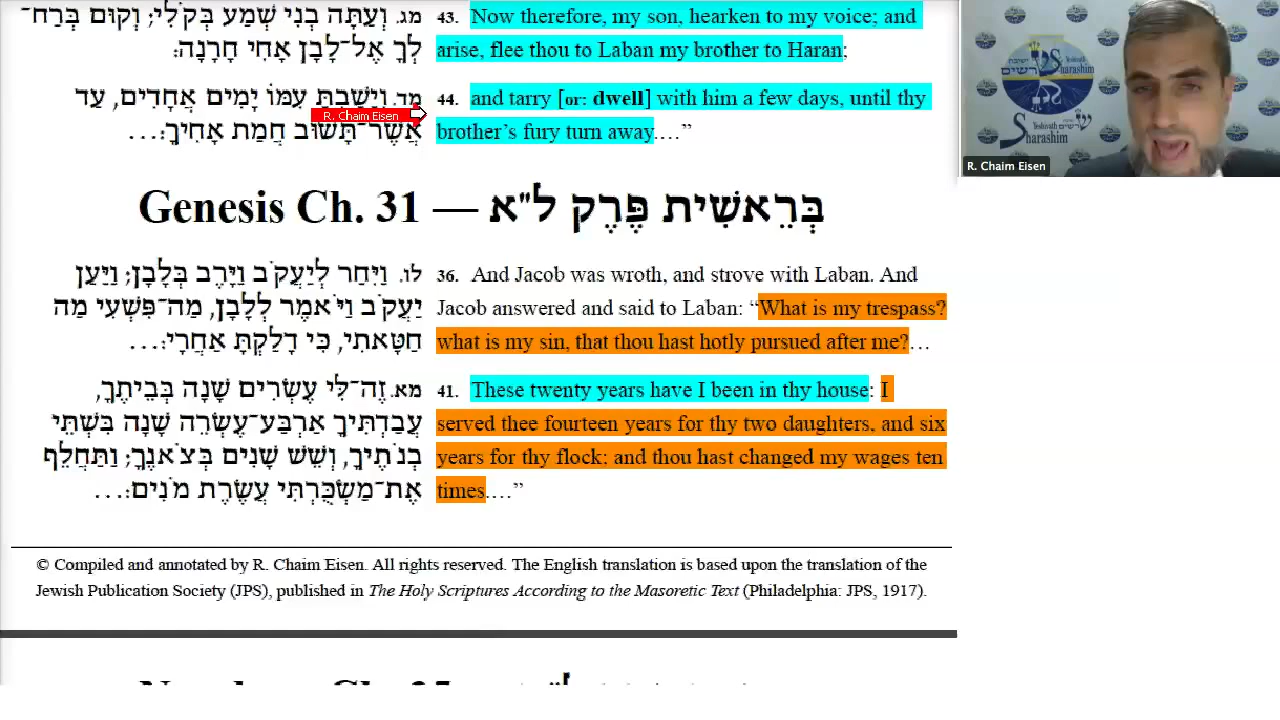 מג. וְעַתָּה בְנִי שְׁמַע בְּקֹלִי; וְקוּם בְּרַח־
לְךָ אֶל־לָבָן אָחִי חָרָנָה:
43. Now therefore, my son, hearken to my voice; and
arise, flee thou to Laban my brother to Haran;
מד. וְיָשַׁבְתָּ עִמּוֹ יָמִים אֲחָדִים, עַד
אֲשֶׁר־תָּשׁוּב חֲמַת אָחִיךָ:...
44. and tarry [or: dwell] with him a few days, until thy
brother's fury turn away....”
R. Chaim Eisen
Genesis Ch. 31 — בְּרֵאשִׁית פֶּרֶק ל"א
לו. וַיִּחַר לְיַעֲקֹב וַיָּרֶב בְּלָבָן; וַיַּעַן
יַעֲקֹב וַיֹּאמֶר לְלָבָן, מַה־פִּשְׁעִי מַה
חַטָּאתִי, כִּי דָלַקְתָּ אַחֲרָי:...
36. And Jacob was wroth, and strove with Laban. And
Jacob answered and said to Laban: “What is my trespass?
what is my sin, that thou hast hotly pursued after me?...
מא. זֶה־לִּי עֶשְׂרִים שָׁנָה בְּבֵיתֶךָ,
עֲבַדְתִּיךָ אַרְבַּע־עֶשְׂרֵה שָׁנָה בִּשְׁתֵּי
בְנֹתֶיךָ, וְשֵׁשׁ שָׁנִים בְּצֹאנֶךָ; וַתַּחֲלֵף
אֶת־מַשְׂכֻּרְתִּי עֲשֶׂרֶת מֹנִים:...
41. These twenty years have I been in thy house: I
served thee fourteen years for thy two daughters, and six
years for thy flock; and thou hast changed my wages ten
times....”
© Compiled and annotated by R. Chaim Eisen. All rights reserved. The English translation is based upon the translation of the
Jewish Publication Society (JPS), published in The Holy Scriptures According to the Masoretic Text (Philadelphia: JPS, 1917).
ישיבת
שרשים
Yeshivath
Sharashim
R. Chaim Eisen